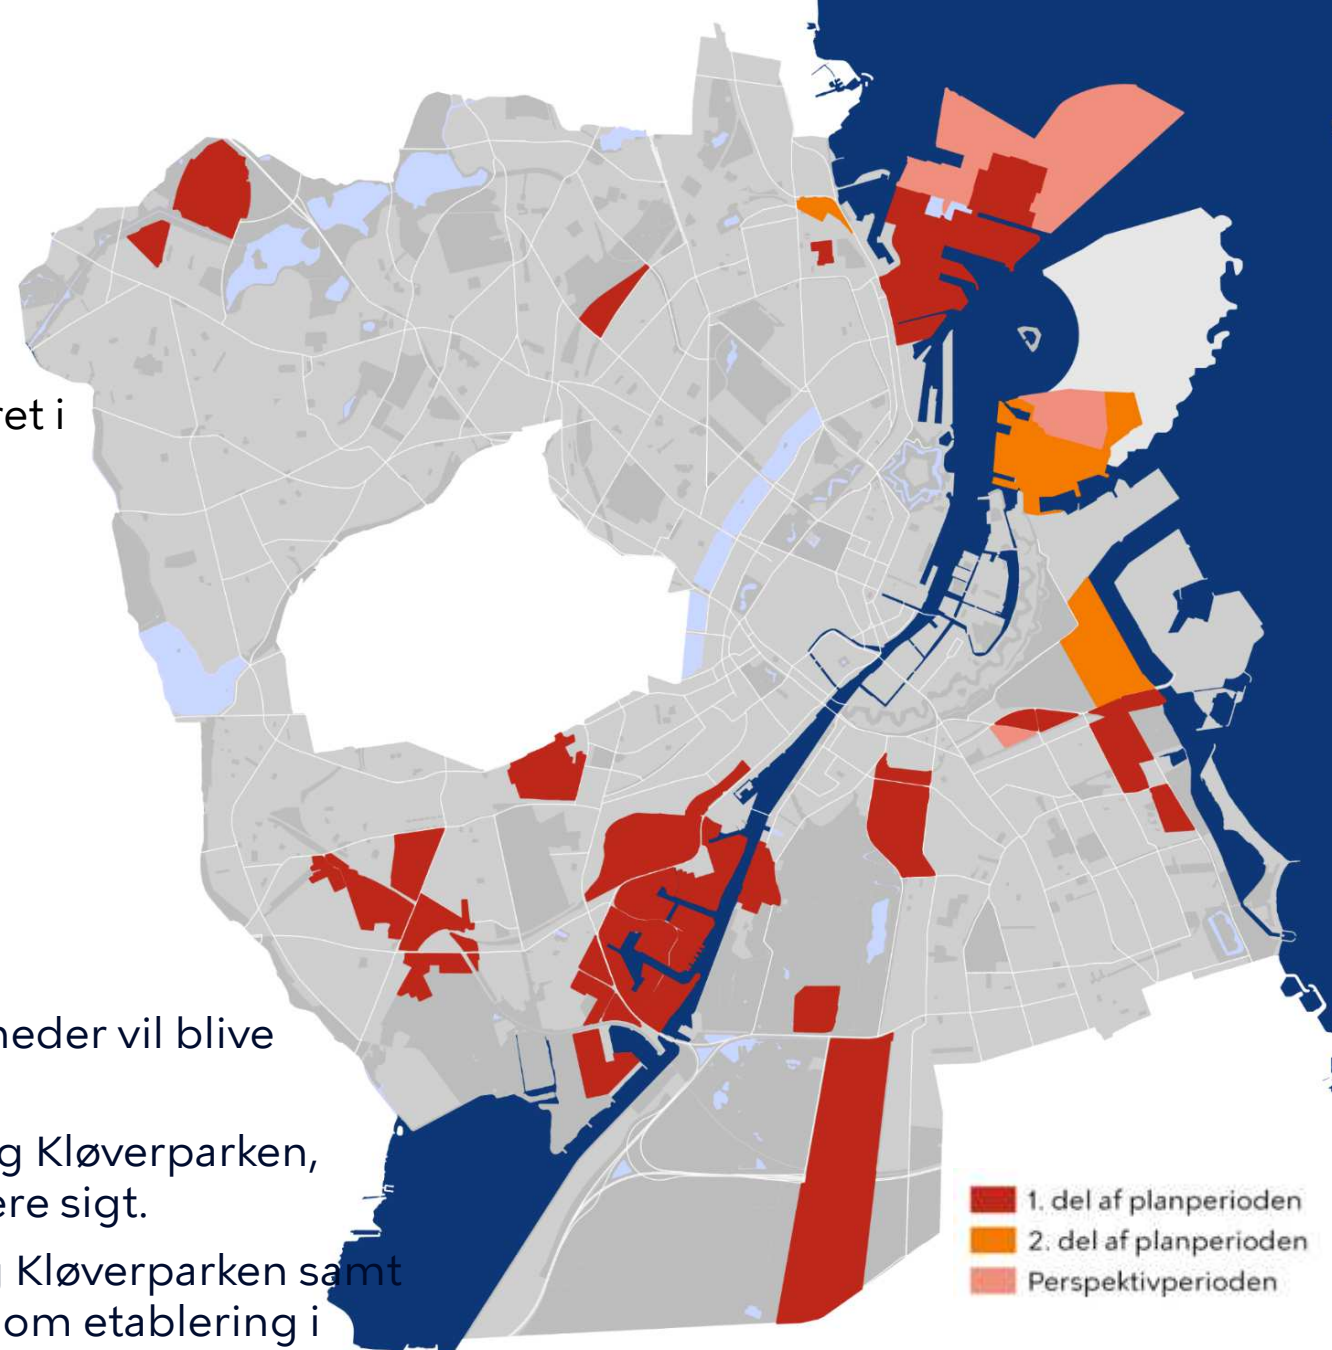 ret i
heder vil blive
g Kløverparken,
ere sigt.
g Kløverparken samt
om etablering i
1. del af planperioden
2. del af planperioden
Perspektivperioden